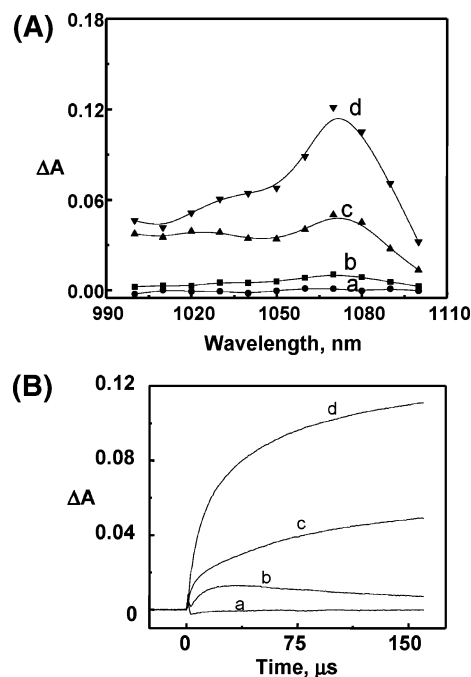 (A)
0.18
0.12
ΔA
0.06
0.00
d
c
b
a
990
1020
1050
1080
1110
Wavelength, nm
(B)
0.12
0.08
ΔA
0.04
0
d
c
b
a
0
75
150
Time, μs